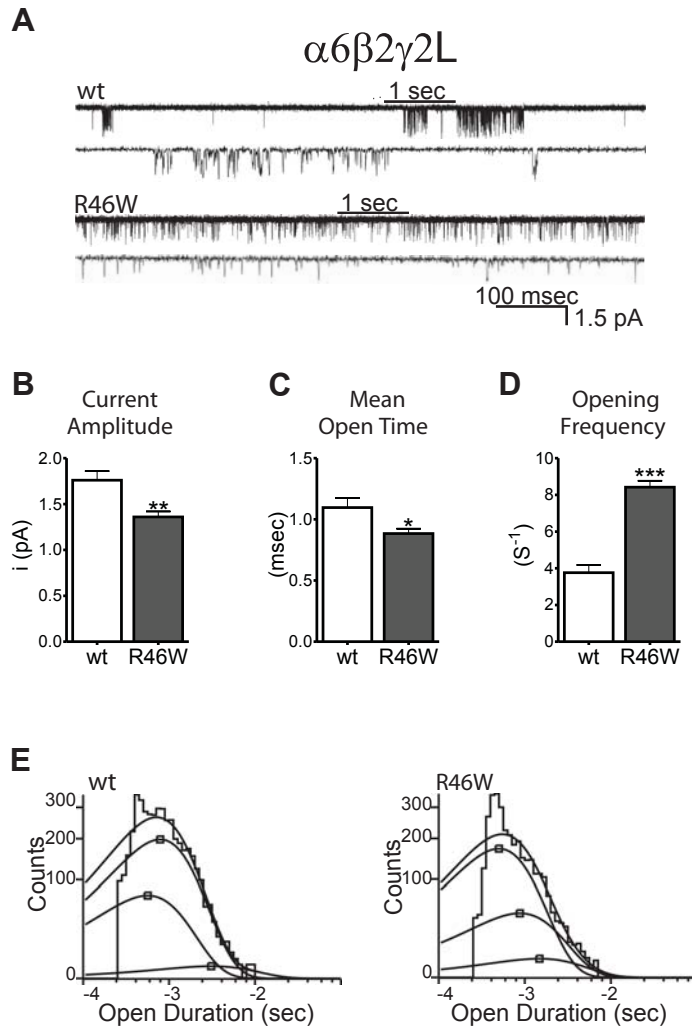 A
α6β2γ2L
wt
1 sec
R46W
1 sec
100 msec
1.5 pA
B
Current
Amplitude
2.0
1.5
1.0
0.0
i (pA)
**
wt R46W
C
Mean
Open Time
1.5
1.0
0.5
0.0
(msec)
*
wt R46W
D
Opening
Frequency
10
8
6
4
2
0
(S⁻¹)
***
wt R46W
E
wt
300
200
100
0
Counts
-4 -3 -2
Open Duration (sec)
R46W
300
200
100
0
Counts
-4 -3 -2
Open Duration (sec)